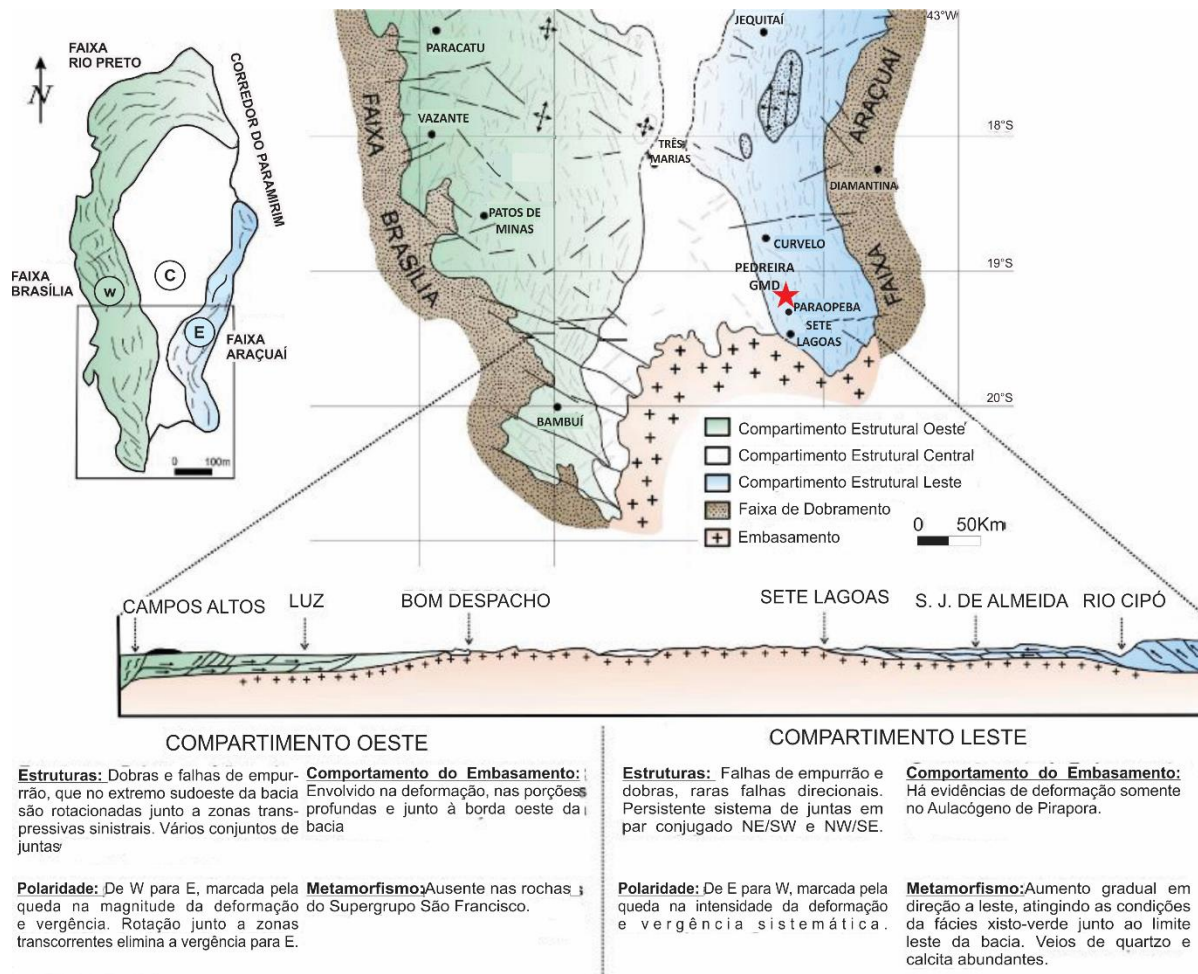 FAIXA
RIO PRETO
N
CORREDOR DO PARAMIRIM
FAIXA
BRASÍLIA
W
C
E
FAIXA
ARAÇUAÍ
0 100m
43°W
JEQUITAÍ
PARACATU
FAIXA
BRASÍLIA
VAZANTE
TRÊS
MARIAS
ARAÇUAÍ
FAIXA
18°S
DIAMANTINA
PATOS DE
MINAS
CURVELO
19°S
PEDREIRA
GMD
PARAOPEBA
SETE
LAGOAS
20°S
BAMBUÍ
Compartimento Estrutural Oeste
Compartimento Estrutural Central
Compartimento Estrutural Leste
Faixa de Dobramento
Embasamento
0 50Km
CAMPOS ALTOS LUZ BOM DESPACHO SETE LAGOAS S. J. DE ALMEIDA RIO CIPÓ
COMPARTIMENTO OESTE
Estruturas: Dobras e falhas de empur-
rão, que no extremo sudoeste da bacia
são rotacionadas junto a zonas trans-
pressivas sinistrais. Vários conjuntos de
juntas
Comportamento do Embasamento:
Envolvido na deformação, nas porções
profundas e junto à borda oeste da
bacia
Polaridade: De W para E, marcada pela
queda na magnitude da deformação
e vergência. Rotação junto a zonas
transcorrentes elimina a vergência para E.
Metamorfismo: Ausente nas rochas
do Supergrupo São Francisco.
COMPARTIMENTO LESTE
Estruturas: Falhas de empurrão e
dobras, raras falhas direcionais.
Persistente sistema de juntas em
par conjugado NE/SW e NW/SE.
Comportamento do Embasamento:
Há evidências de deformação somente
no Aulacógeno de Pirapora.
Polaridade: De E para W, marcada pela
queda na intensidade da deformação
e vergência sistemática.
Metamorfismo:Aumento gradual em
direção a leste, atingindo as condições
da fácies xisto-verde junto ao limite
leste da bacia. Veios de quartzo e
calcita abundantes.